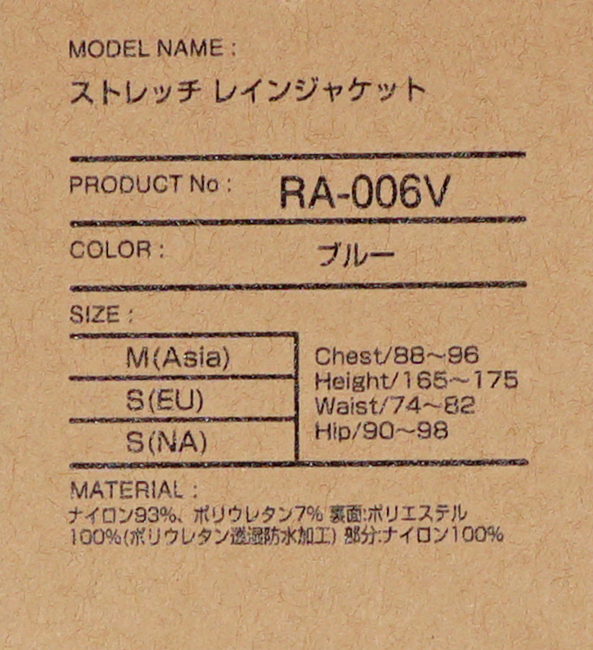 MODEL NAME :
ストレッチ レインジャケット
PRODUCT No : RA-006V
COLOR : ブルー
SIZE :
M(Asia)
S(EU)
S(NA)
Chest/88～96
Height/165～175
Waist/74～82
Hip/90～98
MATERIAL :
ナイロン93%、ポリウレタン7% 裏面:ポリエステル
100%(ポリウレタン透湿防水加工) 部分:ナイロン100%